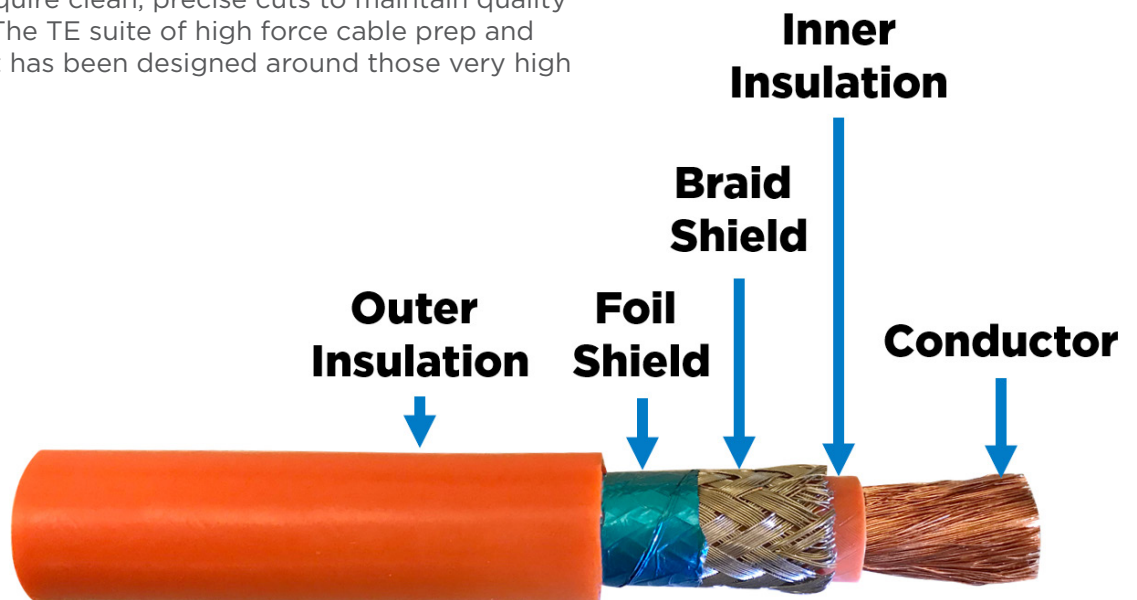 quire clean, precise cuts to maintain quality
The TE suite of high force cable prep and
has been designed around those very high
Inner
Insulation
Braid
Shield
Outer
Insulation
Foil
Shield
Conductor